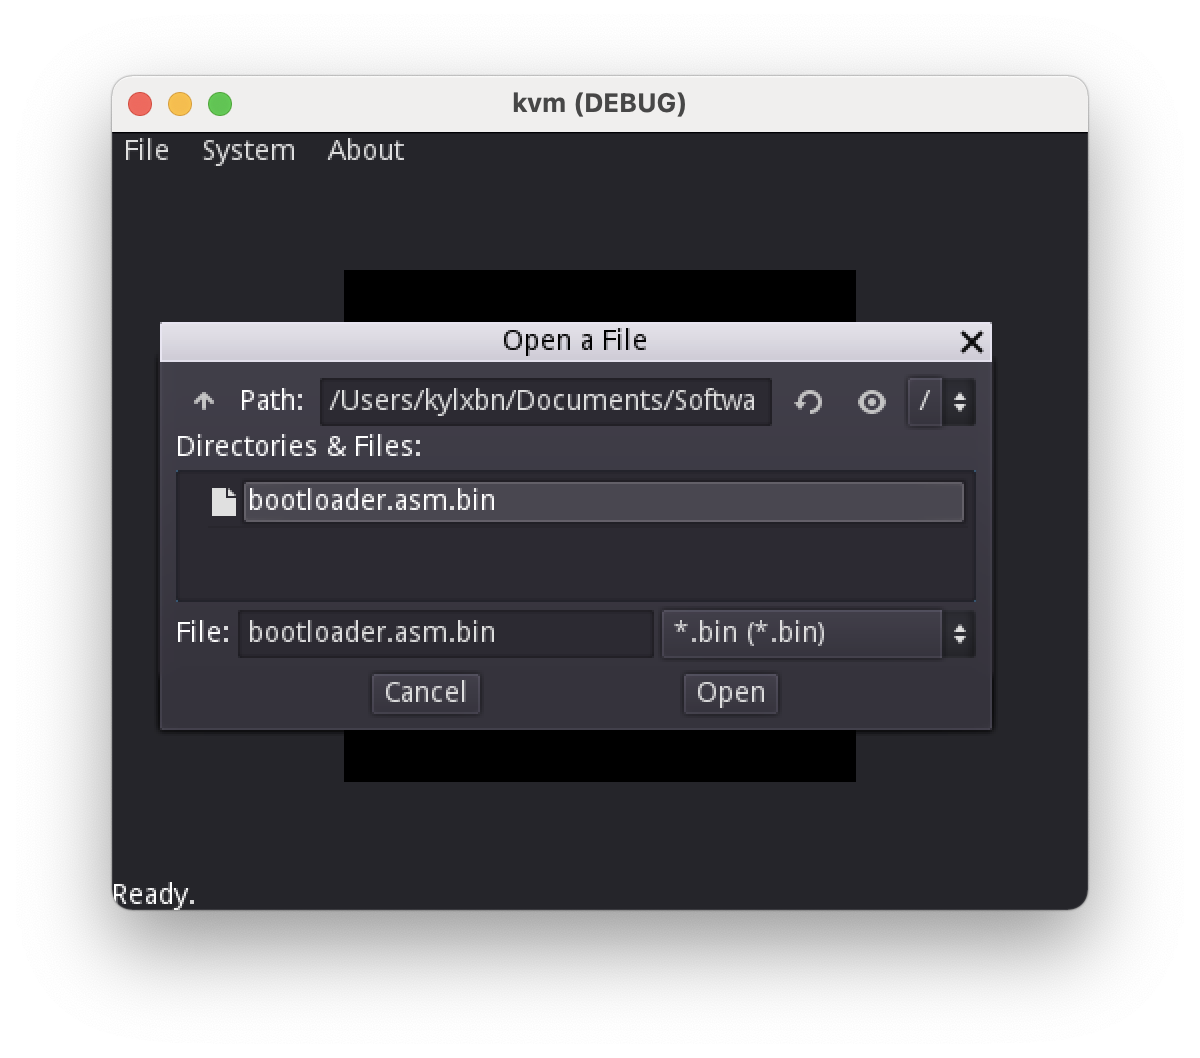 kvm (DEBUG)
File System About
Open a File
Path: /Users/kylxbn/Documents/Softwa /
Directories & Files:
bootloader.asm.bin
File: bootloader.asm.bin *.bin (*.bin)
Cancel Open
Ready.